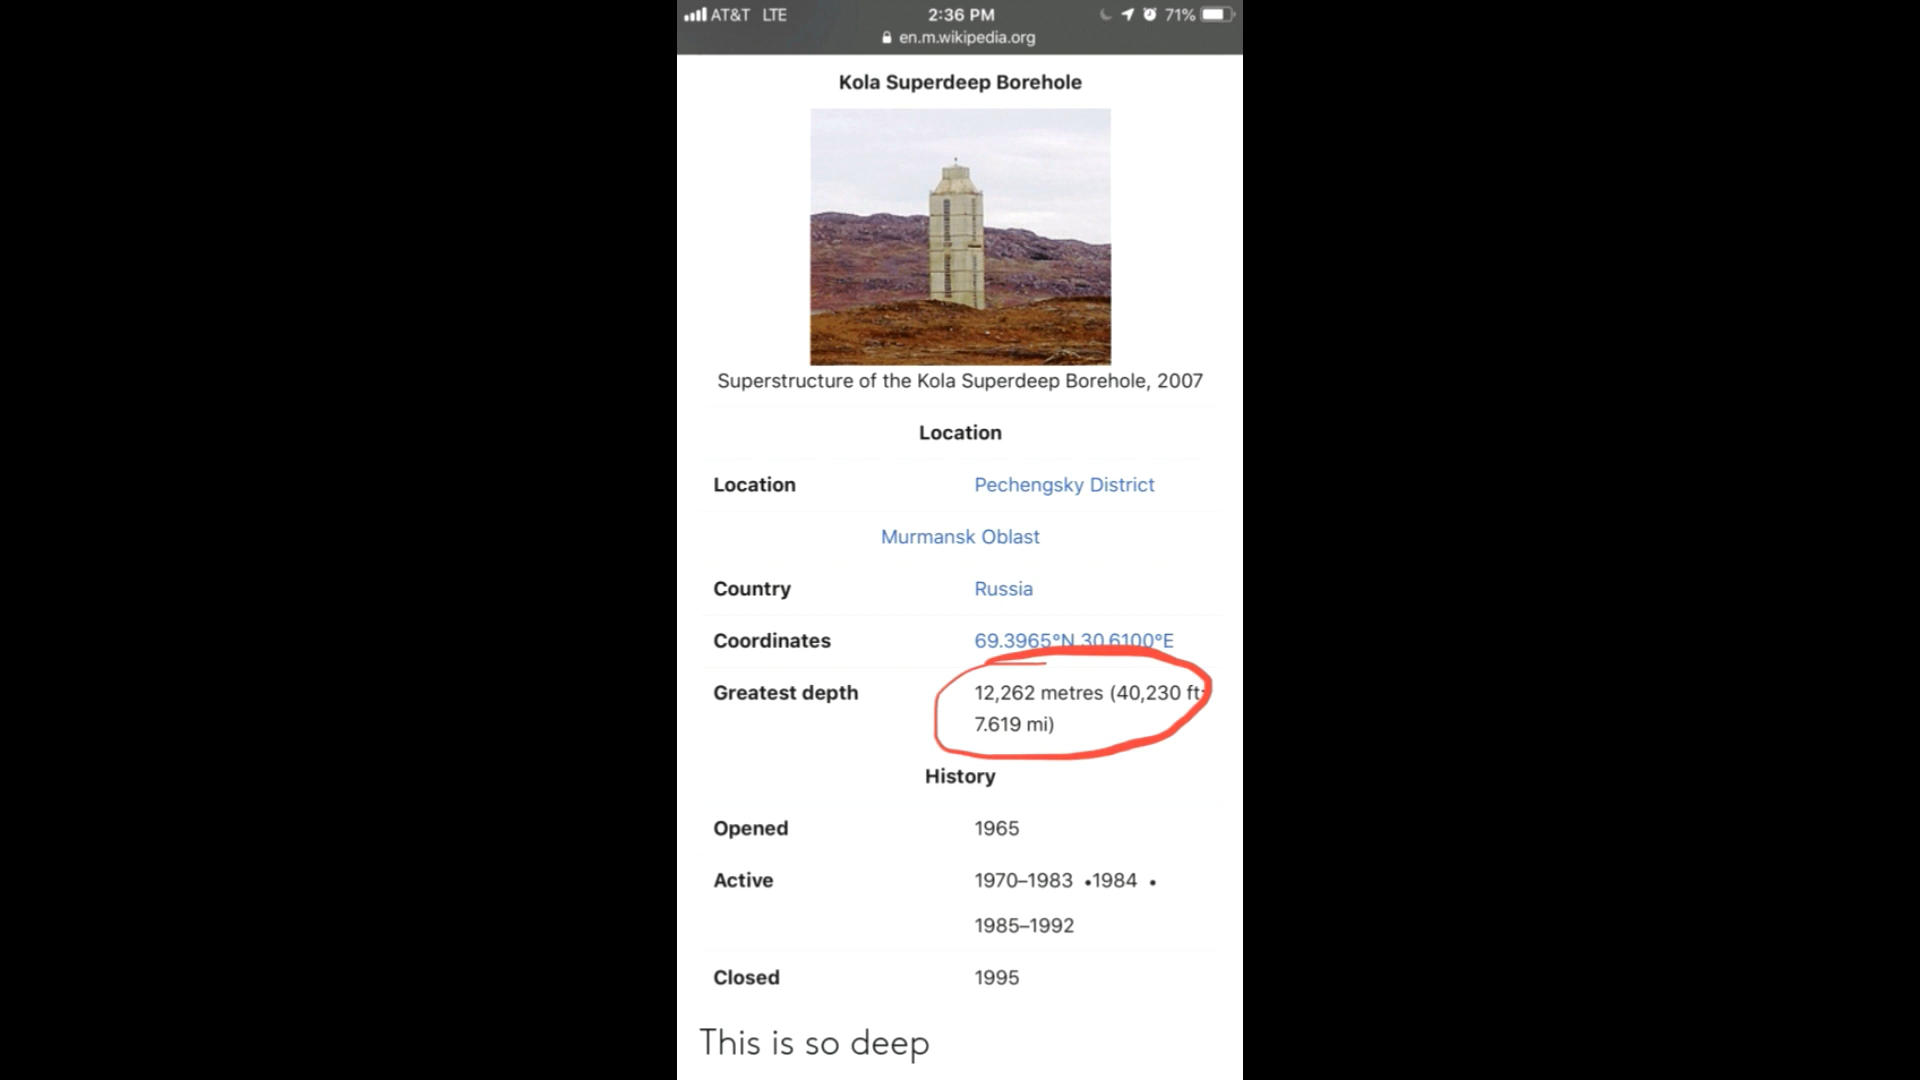 AT&T LTE 2:36 PM 71%
en.m.wikipedia.org
Kola Superdeep Borehole
Superstructure of the Kola Superdeep Borehole, 2007
Location
Location Pechengsky District
Murmansk Oblast
Country Russia
Coordinates 69.3965°N 30.6100°E
Greatest depth 12,262 metres (40,230 ft;
7.619 mi)
History
Opened 1965
Active 1970–1983 •1984 •
1985–1992
Closed 1995
This is so deep